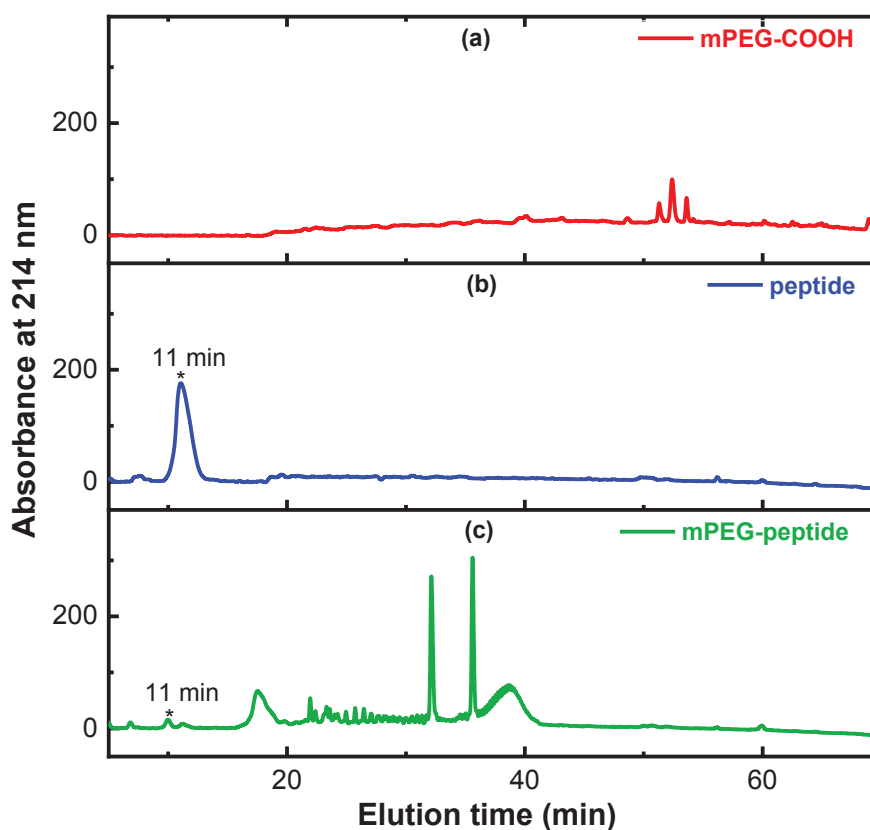 (a)
mPEG-COOH
200
0
(b)
peptide
11 min
*
200
0
(c)
mPEG-peptide
200
11 min
*
0
20 40 60
Elution time (min)
Absorbance at 214 nm